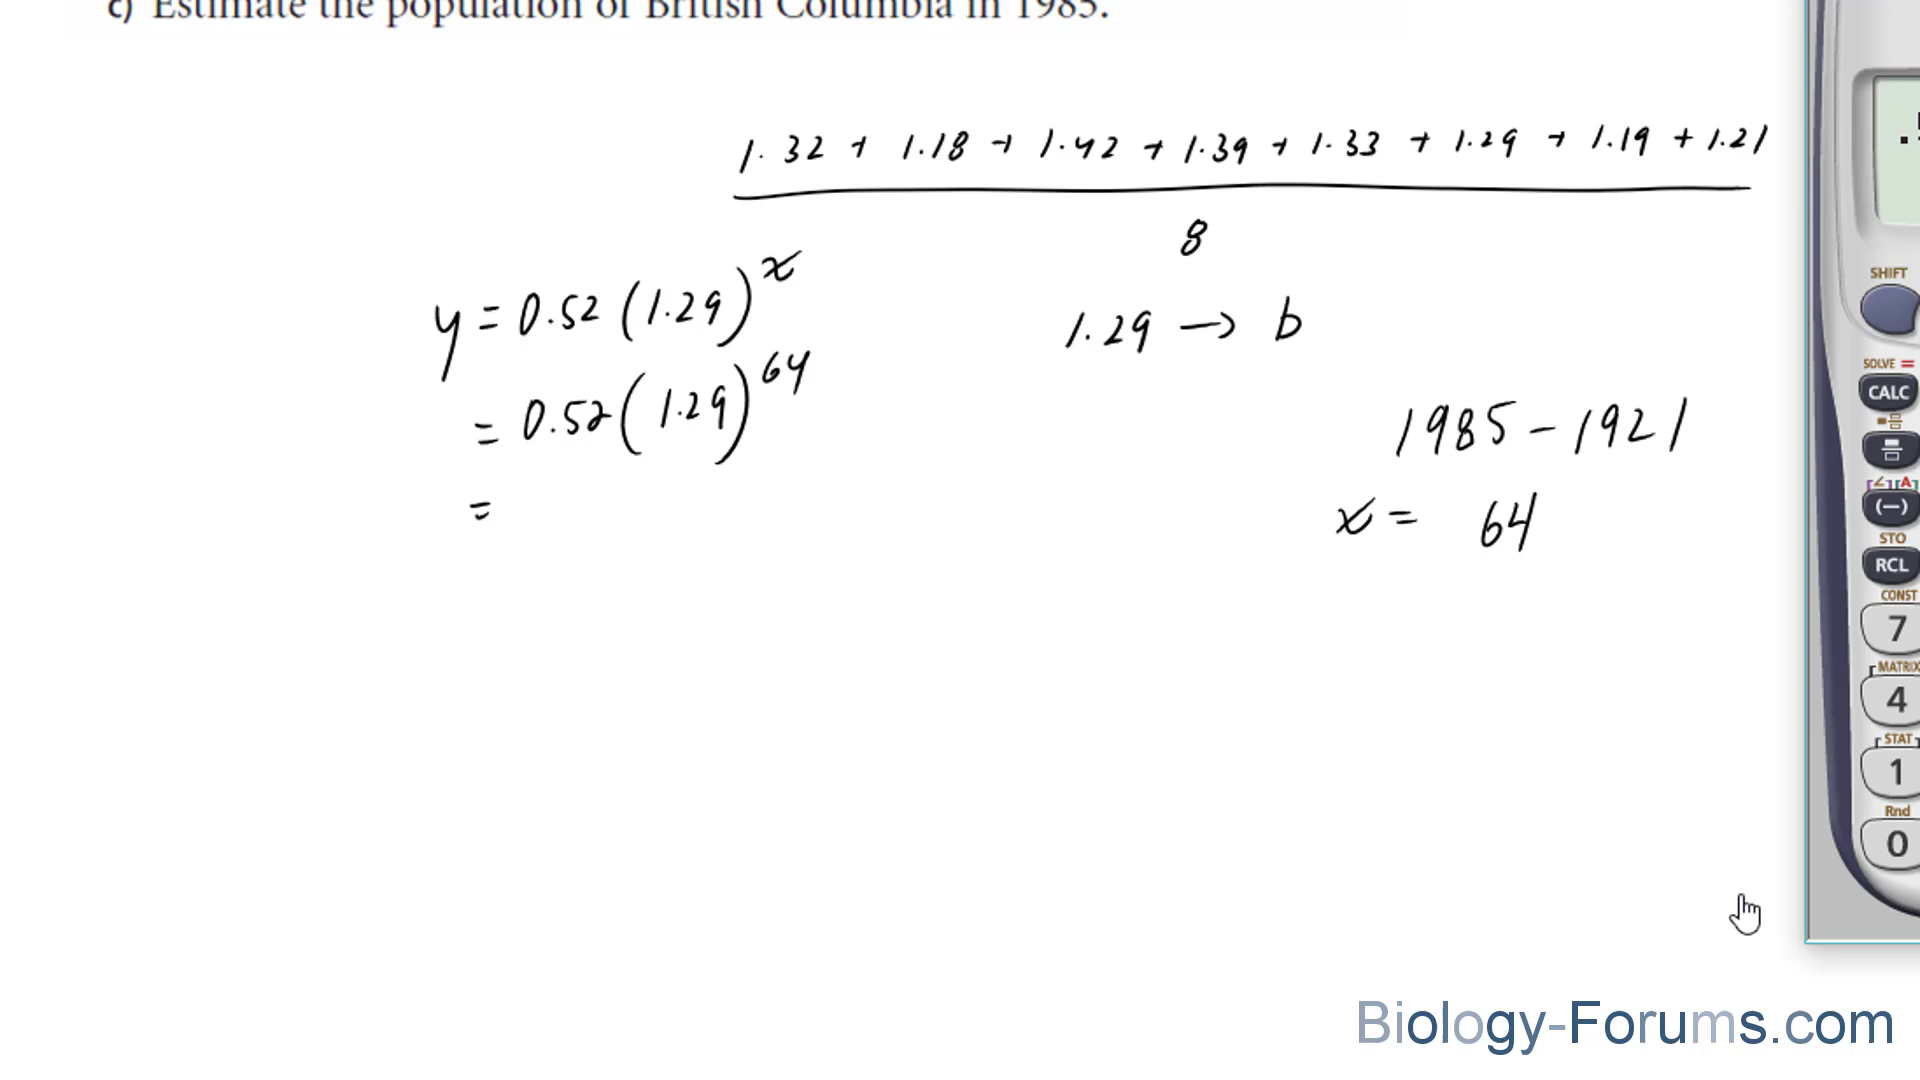 c) Estimate the population of British Columbia in 1985.
1.32 + 1.18 + 1.42 + 1.39 + 1.33 + 1.29 + 1.19 + 1.21
8
y = 0.52 (1.29)^x
1.29 → b
= 0.52 (1.29)^64
1985 - 1921
=
x = 64
SHIFT
SOLVE =
CALC
(−)
STO
RCL
CONST
7
MATRIX
4
STAT
1
Rnd
0
Biology-Forums.com